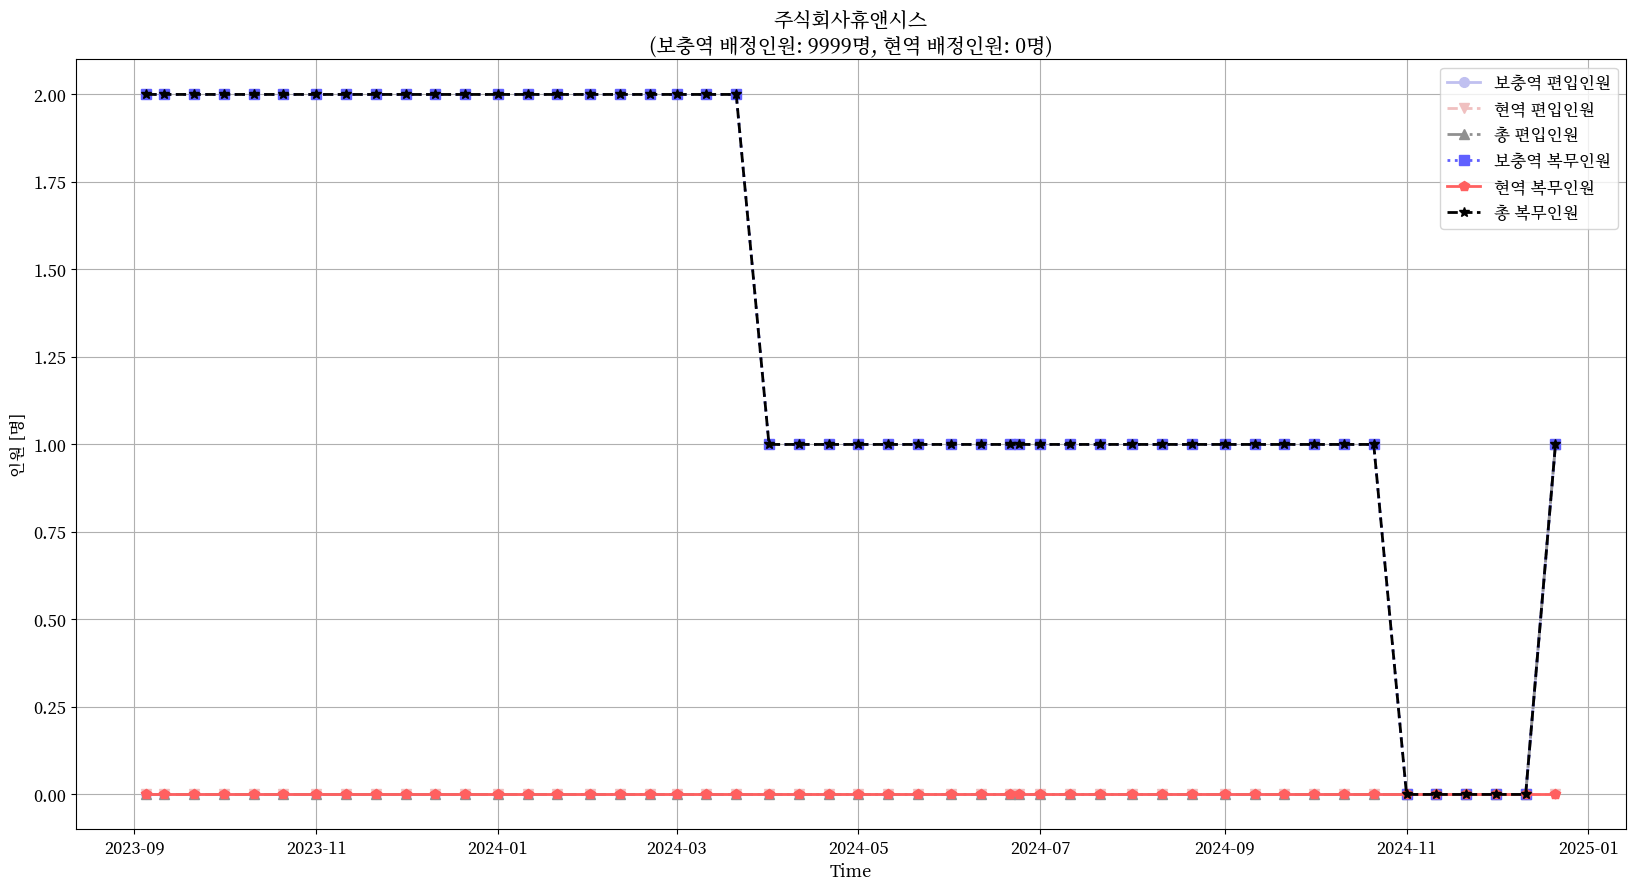 주식회사휴앤시스
(보충역 배정인원: 9999명, 현역 배정인원: 0명)
보충역 편입인원
현역 편입인원
총 편입인원
보충역 복무인원
현역 복무인원
총 복무인원
인원 [명]
2.00
1.75
1.50
1.25
1.00
0.75
0.50
0.25
0.00
2023-09
2023-11
2024-01
2024-03
2024-05
2024-07
2024-09
2024-11
2025-01
Time